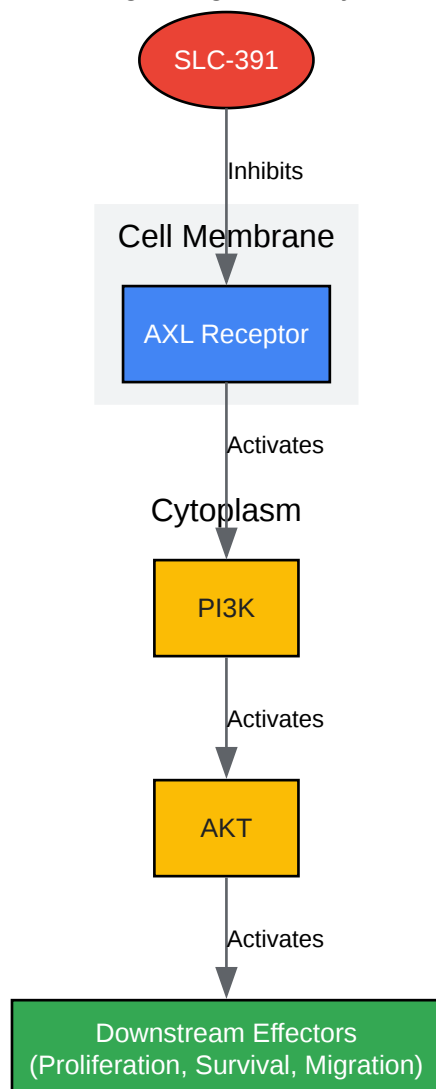 SLC-391
Inhibits
Cell Membrane
AXL Receptor
Activates
Cytoplasm
PI3K
Activates
AKT
Activates
Downstream Effectors
(Proliferation, Survival, Migration)